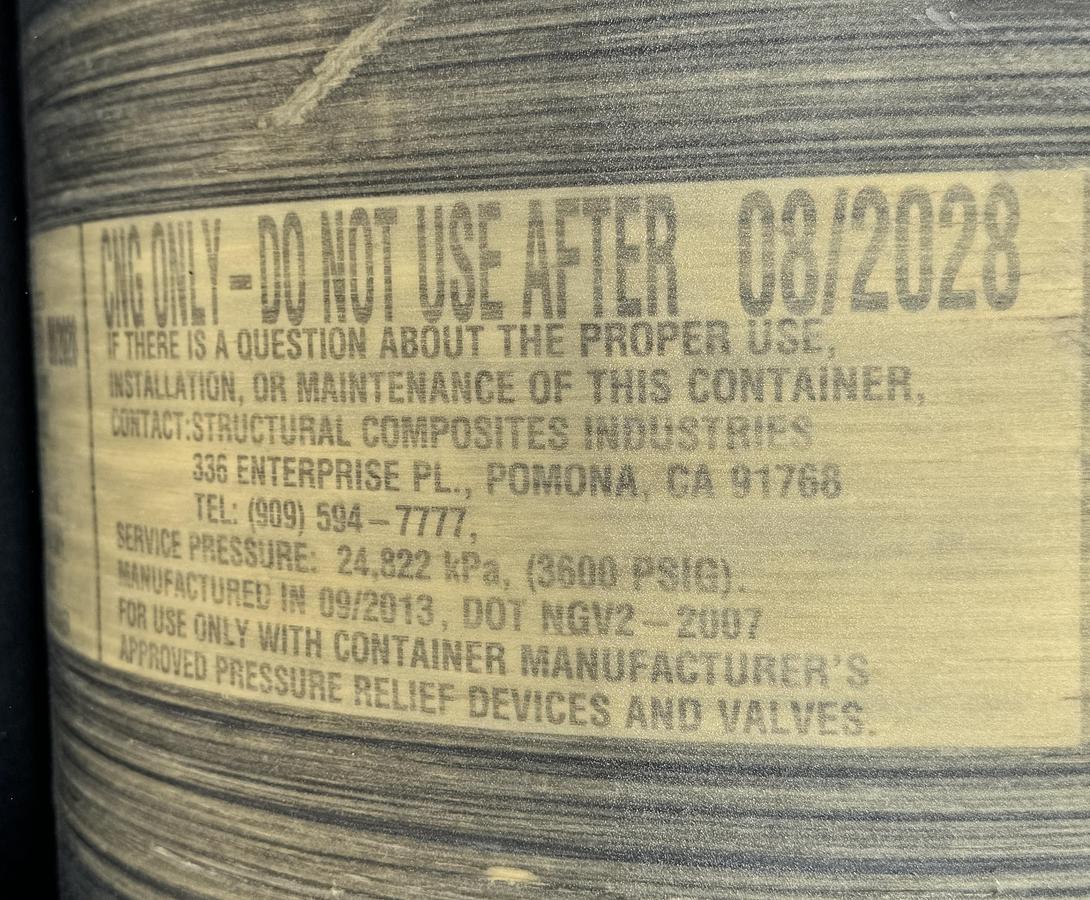 CNG ONLY - DO NOT USE AFTER 08/2028
IF THERE IS A QUESTION ABOUT THE PROPER USE,
INSTALLATION, OR MAINTENANCE OF THIS CONTAINER,
CONTACT:STRUCTURAL COMPOSITES INDUSTRIES
336 ENTERPRISE PL., POMONA, CA 91768
TEL: (909) 594-7777,
SERVICE PRESSURE: 24,822 kPa, (3600 PSIG).
MANUFACTURED IN 09/2013, DOT NGV2-2007
FOR USE ONLY WITH CONTAINER MANUFACTURER'S
APPROVED PRESSURE RELIEF DEVICES AND VALVES.